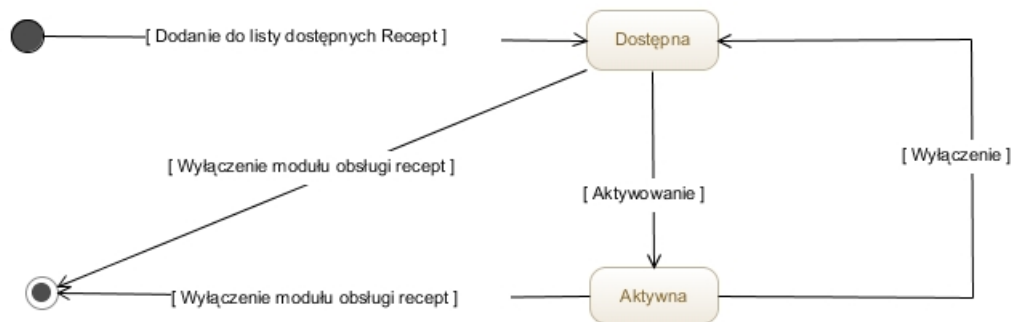 [ Dodanie do listy dostępnych Recept ]
Dostępna
[ Wyłączenie modułu obsługi recept ]
[ Wyłączenie ]
[ Aktywowanie ]
[ Wyłączenie modułu obsługi recept ]
Aktywna